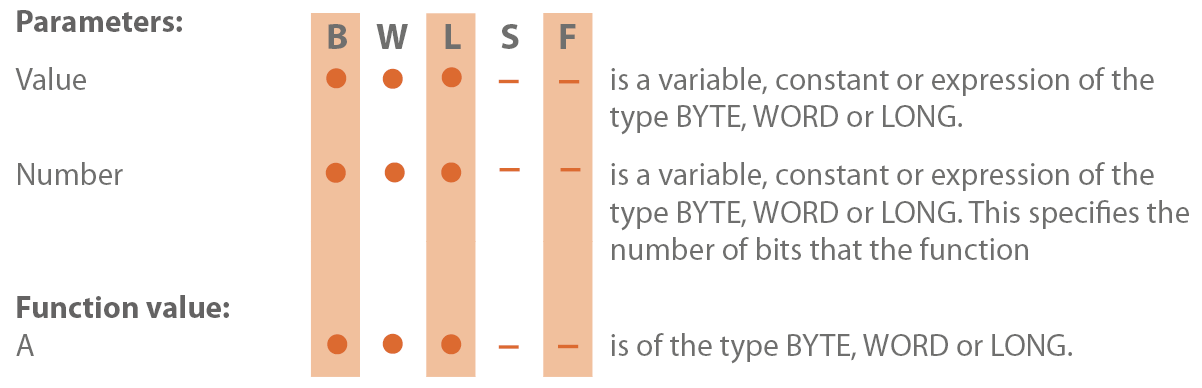 Parameters: B W L S F
Value ● ● ● – – is a variable, constant or expression of the
type BYTE, WORD or LONG.
Number ● ● ● – – is a variable, constant or expression of the
type BYTE, WORD or LONG. This specifies the
number of bits that the function
Function value:
A ● ● ● – – is of the type BYTE, WORD or LONG.